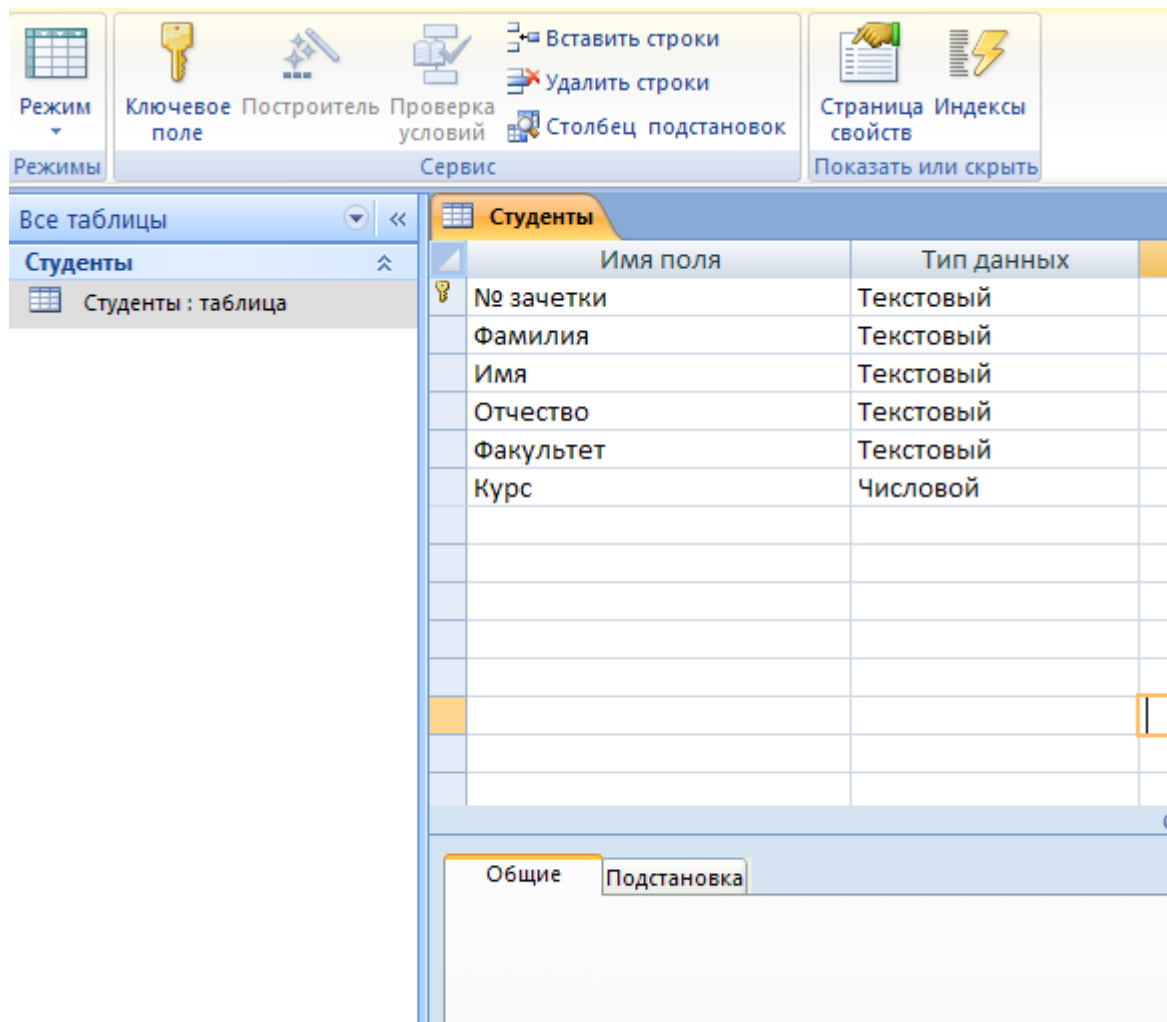 Вставить строки
Удалить строки
Режим Ключевое поле Построитель Проверка условий Столбец подстановок Страница свойств Индексы
Режимы Сервис Показать или скрыть
Все таблицы
Студенты
Студенты
Студенты : таблица
Имя поля Тип данных
№ зачетки Текстовый
Фамилия Текстовый
Имя Текстовый
Отчество Текстовый
Факультет Текстовый
Курс Числовой
Общие Подстановка